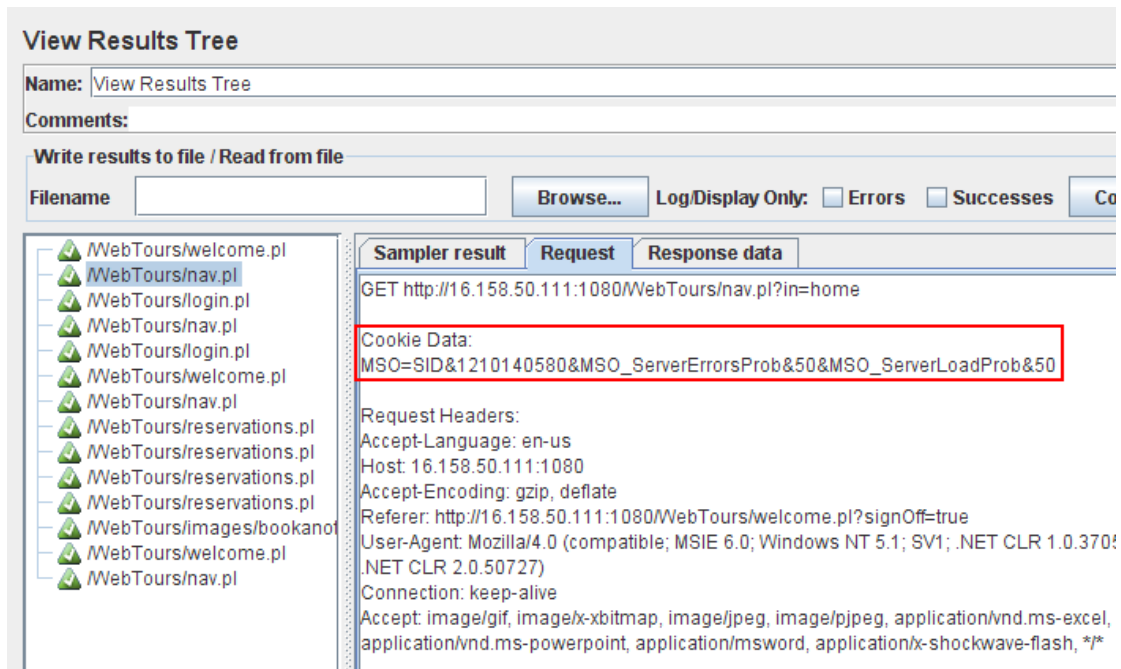 View Results Tree
Name: View Results Tree
Comments:
Write results to file / Read from file
Filename Browse... Log/Display Only: Errors Successes Co
/WebTours/welcome.pl
/WebTours/nav.pl
/WebTours/login.pl
/WebTours/nav.pl
/WebTours/login.pl
/WebTours/welcome.pl
/WebTours/nav.pl
/WebTours/reservations.pl
/WebTours/reservations.pl
/WebTours/reservations.pl
/WebTours/reservations.pl
/WebTours/images/bookanot
/WebTours/welcome.pl
/WebTours/nav.pl
Sampler result Request Response data
GET http://16.158.50.111:1080/WebTours/nav.pl?in=home
Cookie Data:
MSO=SID&1210140580&MSO_ServerErrorsProb&50&MSO_ServerLoadProb&50
Request Headers:
Accept-Language: en-us
Host: 16.158.50.111:1080
Accept-Encoding: gzip, deflate
Referer: http://16.158.50.111:1080/WebTours/welcome.pl?signOff=true
User-Agent: Mozilla/4.0 (compatible; MSIE 6.0; Windows NT 5.1; SV1; .NET CLR 1.0.3705
.NET CLR 2.0.50727)
Connection: keep-alive
Accept: image/gif, image/x-xbitmap, image/jpeg, image/pjpeg, application/vnd.ms-excel,
application/vnd.ms-powerpoint, application/msword, application/x-shockwave-flash, */*